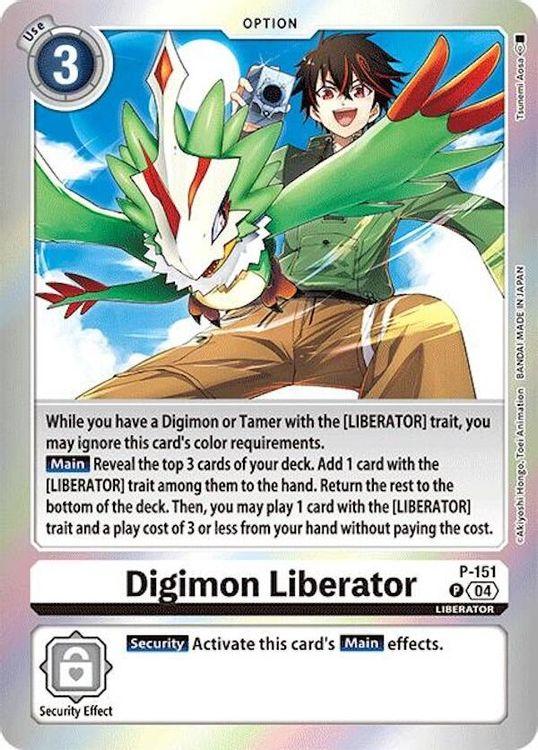 OPTION
Use
3
Tsunemi Aosa
While you have a Digimon or Tamer with the [LIBERATOR] trait, you
may ignore this card's color requirements.
Main Reveal the top 3 cards of your deck. Add 1 card with the
[LIBERATOR] trait among them to the hand. Return the rest to the
bottom of the deck. Then, you may play 1 card with the [LIBERATOR]
trait and a play cost of 3 or less from your hand without paying the cost.
©Akiyoshi Hongo, Toei Animation BANDAI MADE IN JAPAN
Digimon Liberator
P-151
P 04
LIBERATOR
Security Activate this card's Main effects.
Security Effect